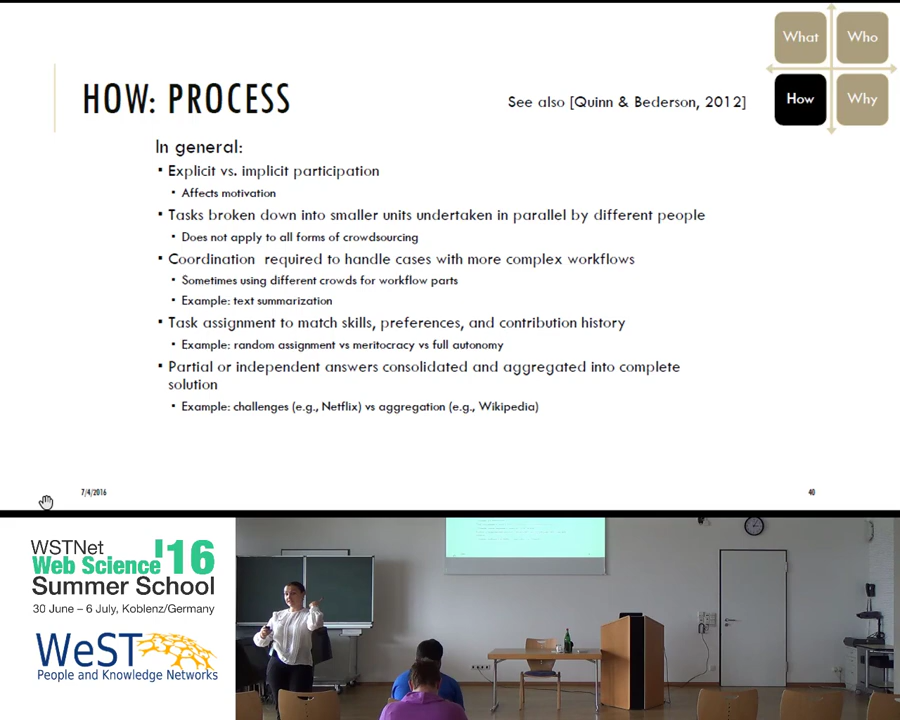 What
Who
How
Why
HOW: PROCESS
See also [Quinn & Bederson, 2012]
In general:
▪ Explicit vs. implicit participation
▪ Affects motivation
▪ Tasks broken down into smaller units undertaken in parallel by different people
▪ Does not apply to all forms of crowdsourcing
▪ Coordination required to handle cases with more complex workflows
▪ Sometimes using different crowds for workflow parts
▪ Example: text summarization
▪ Task assignment to match skills, preferences, and contribution history
▪ Example: random assignment vs meritocracy vs full autonomy
▪ Partial or independent answers consolidated and aggregated into complete
solution
▪ Example: challenges (e.g., Netflix) vs aggregation (e.g., Wikipedia)
7/4/2016
40
WSTNet
Web Science '16
Summer School
30 June – 6 July, Koblenz/Germany
WeST
People and Knowledge Networks